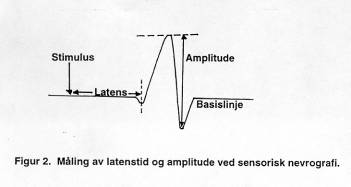 Stimulus
Amplitude
Latens
Basislinje
Figur 2. Måling av latenstid og amplitude ved sensorisk nevrografi.